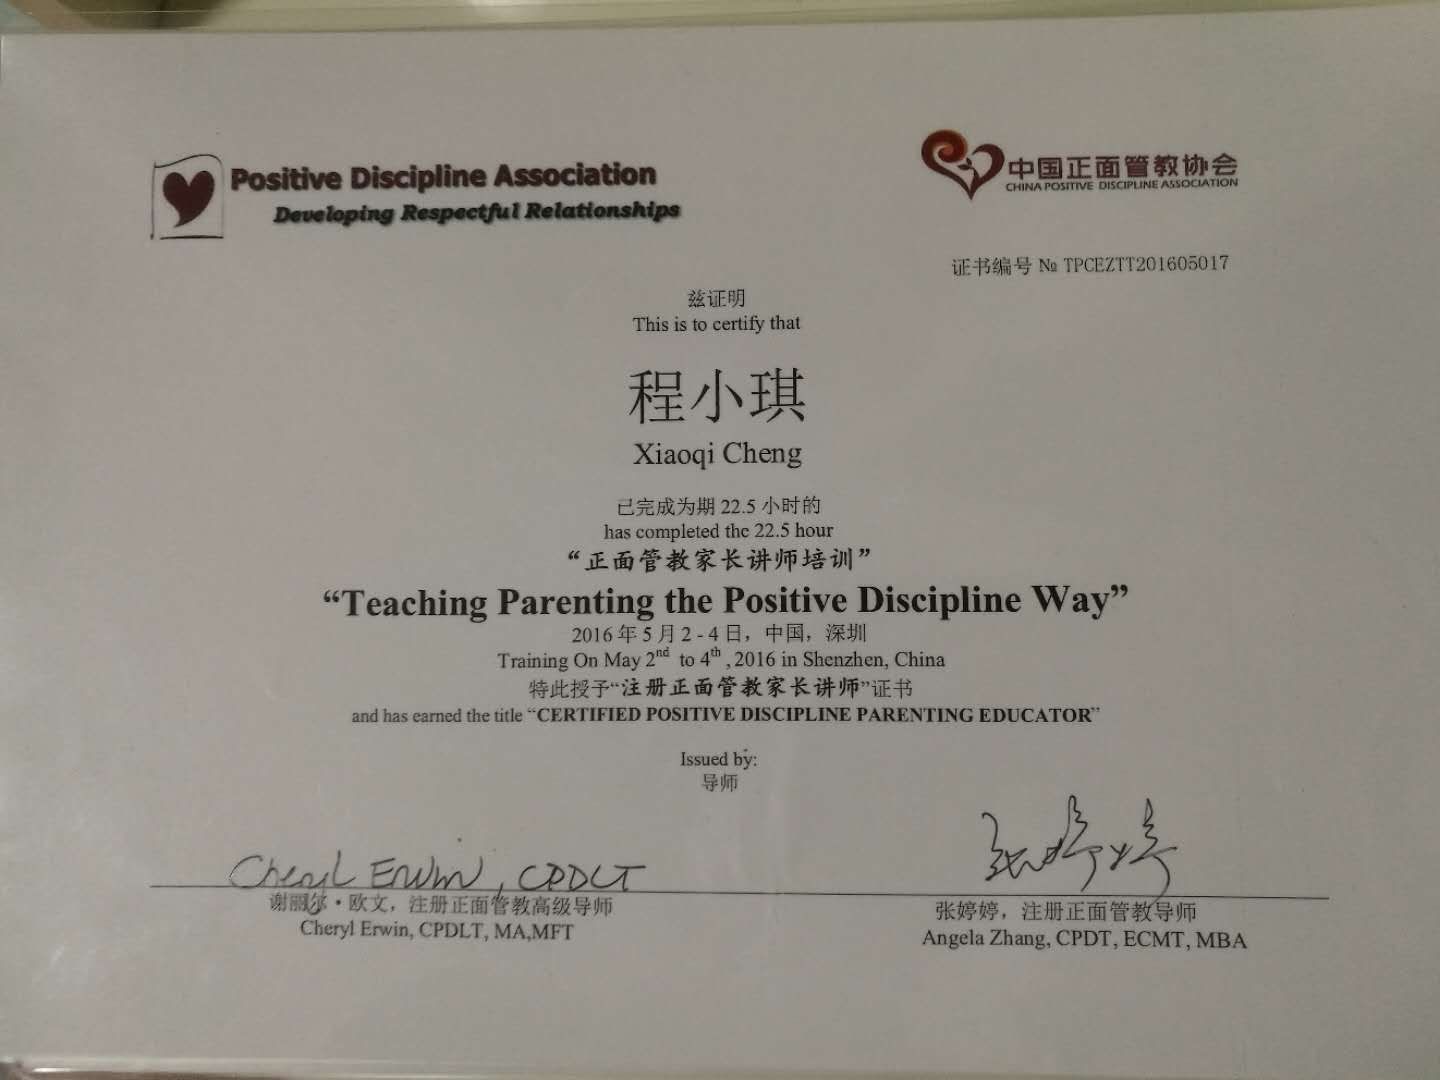 Positive Discipline Association
Developing Respectful Relationships
中国正面管教协会
CHINA POSITIVE DISCIPLINE ASSOCIATION
证书编号 № TPCEZTT201605017
兹证明
This is to certify that
程小琪
Xiaoqi Cheng
已完成为期 22.5 小时的
has completed the 22.5 hour
“正面管教家长讲师培训”
“Teaching Parenting the Positive Discipline Way”
2016 年 5 月 2 - 4 日，中国，深圳
Training On May 2nd to 4th , 2016 in Shenzhen, China
特此授予“注册正面管教家长讲师”证书
and has earned the title “CERTIFIED POSITIVE DISCIPLINE PARENTING EDUCATOR”
Issued by:
导师
Cheryl Erwin, CPDLT
谢丽尔·欧文，注册正面管教高级导师
Cheryl Erwin, CPDLT, MA,MFT
张婷婷
张婷婷，注册正面管教导师
Angela Zhang, CPDT, ECMT, MBA